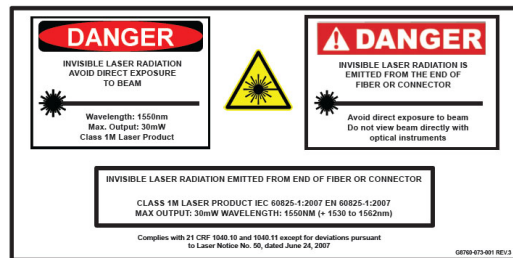 DANGER
INVISIBLE LASER RADIATION
AVOID DIRECT EXPOSURE
TO BEAM
Wavelength: 1550nm
Max. Output: 30mW
Class 1M Laser Product
DANGER
INVISIBLE LASER RADIATION IS
EMITTED FROM THE END OF
FIBER OR CONNECTOR
Avoid direct exposure to beam
Do not view beam directly with
optical instruments
INVISIBLE LASER RADIATION EMITTED FROM END OF FIBER OR CONNECTOR
CLASS 1M LASER PRODUCT IEC 60825-1:2007 EN 60825-1:2007
MAX OUTPUT: 30mW WAVELENGTH: 1550NM (+ 1530 to 1562nm)
Complies with 21 CRF 1040.10 and 1040.11 except for deviations pursuant
to Laser Notice No. 50, dated June 24, 2007
G8760-673-001 REV.3